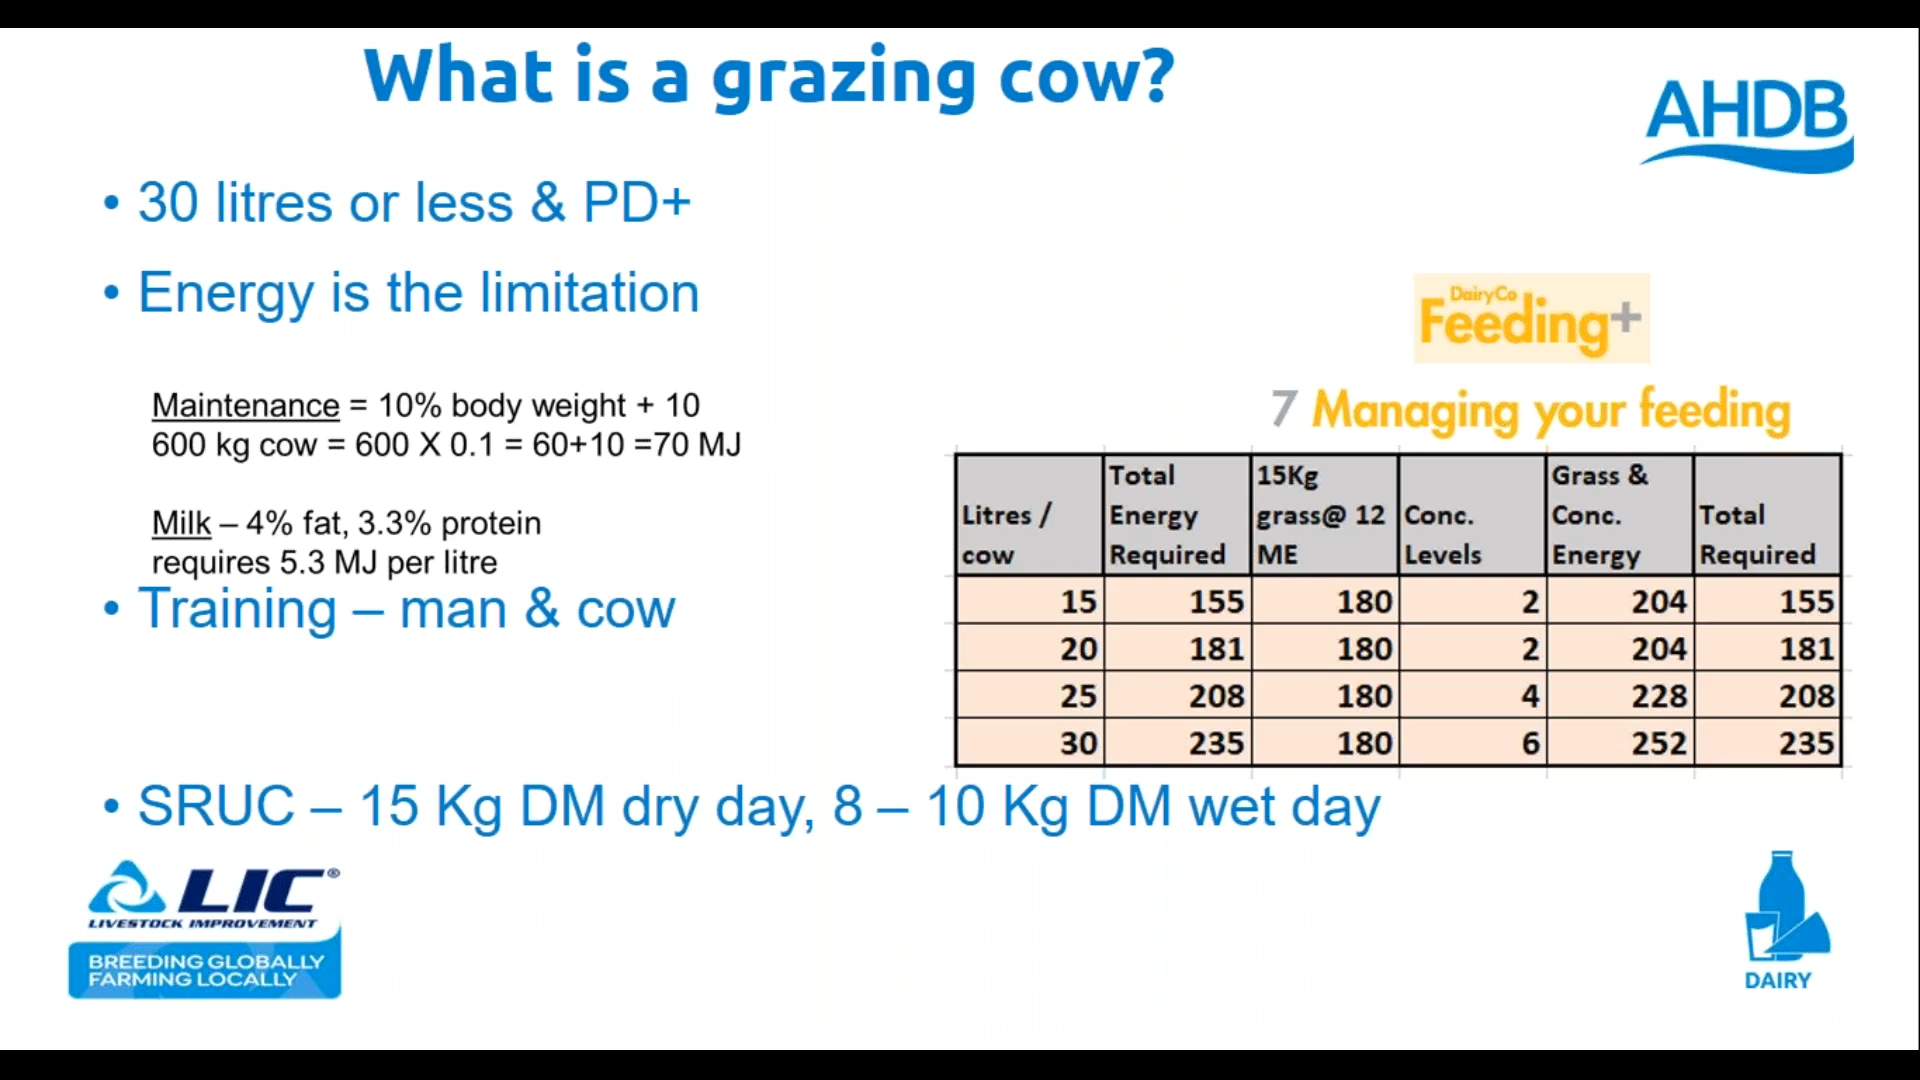 What is a grazing cow?
AHDB
• 30 litres or less & PD+
• Energy is the limitation
Maintenance = 10% body weight + 10
600 kg cow = 600 X 0.1 = 60+10 =70 MJ
Milk – 4% fat, 3.3% protein
requires 5.3 MJ per litre
• Training – man & cow
DairyCo
Feeding+
7 Managing your feeding
Litres / cow | Total Energy Required | 15Kg grass@ 12 ME | Conc. Levels | Grass & Conc. Energy | Total Required
15 155 180 2 204 155
20 181 180 2 204 181
25 208 180 4 228 208
30 235 180 6 252 235
• SRUC – 15 Kg DM dry day, 8 – 10 Kg DM wet day
LIC®
LIVESTOCK IMPROVEMENT
BREEDING GLOBALLY
FARMING LOCALLY
DAIRY